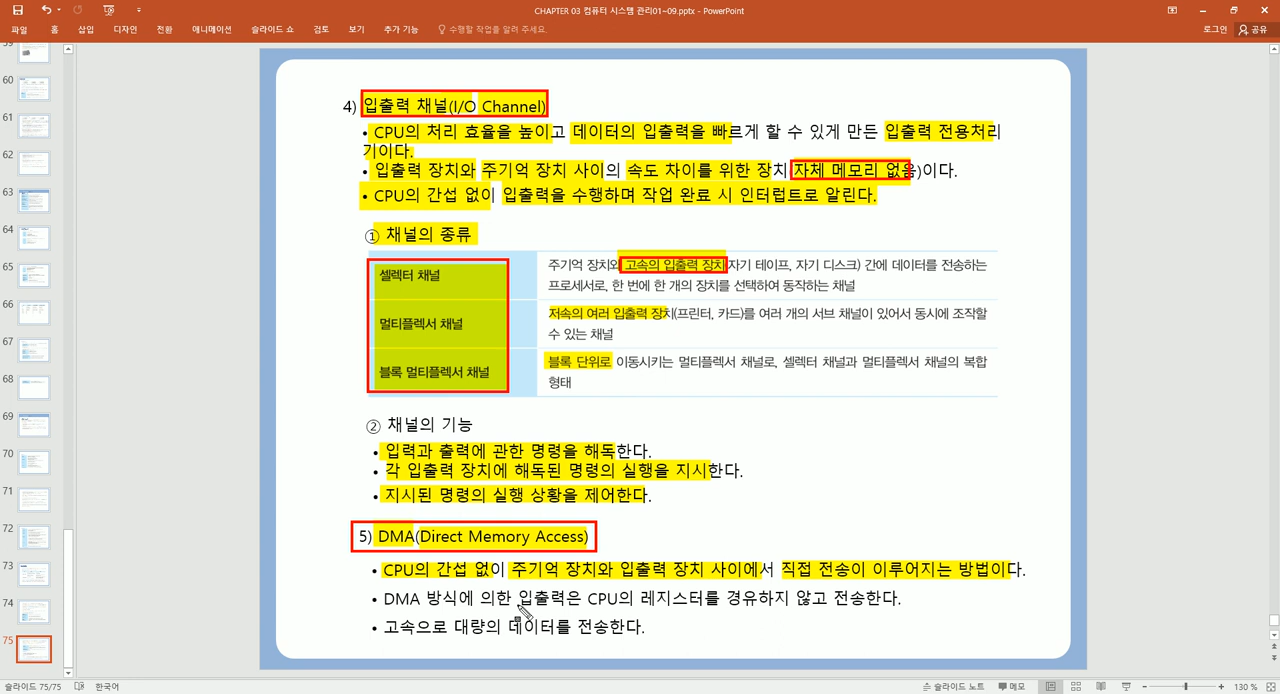 CHAPTER 03 컴퓨터 시스템 관리01~09.pptx - PowerPoint
파일 홈 삽입 디자인 전환 애니메이션 슬라이드 쇼 검토 보기 추가 기능 수행할 작업을 알려 주세요. 로그인 공유
59
60
61
62
63
64
65
66
67
68
69
70
71
72
73
74
75
4) 입출력 채널(I/O Channel)
• CPU의 처리 효율을 높이고 데이터의 입출력을 빠르게 할 수 있게 만든 입출력 전용처리
기이다.
• 입출력 장치와 주기억 장치 사이의 속도 차이를 위한 장치 자체 메모리 없음)이다.
• CPU의 간섭 없이 입출력을 수행하며 작업 완료 시 인터럽트로 알린다.
① 채널의 종류
셀렉터 채널
주기억 장치와 고속의 입출력 장치(자기 테이프, 자기 디스크) 간에 데이터를 전송하는
프로세서로, 한 번에 한 개의 장치를 선택하여 동작하는 채널
멀티플렉서 채널
저속의 여러 입출력 장치(프린터, 카드)를 여러 개의 서브 채널이 있어서 동시에 조작할
수 있는 채널
블록 멀티플렉서 채널
블록 단위로 이동시키는 멀티플렉서 채널로, 셀렉터 채널과 멀티플렉서 채널의 복합
형태
② 채널의 기능
• 입력과 출력에 관한 명령을 해독한다.
• 각 입출력 장치에 해독된 명령의 실행을 지시한다.
• 지시된 명령의 실행 상황을 제어한다.
5) DMA(Direct Memory Access)
• CPU의 간섭 없이 주기억 장치와 입출력 장치 사이에서 직접 전송이 이루어지는 방법이다.
• DMA 방식에 의한 입출력은 CPU의 레지스터를 경유하지 않고 전송한다.
• 고속으로 대량의 데이터를 전송한다.
슬라이드 75/75 한국어 슬라이드 노트 메모 130 %